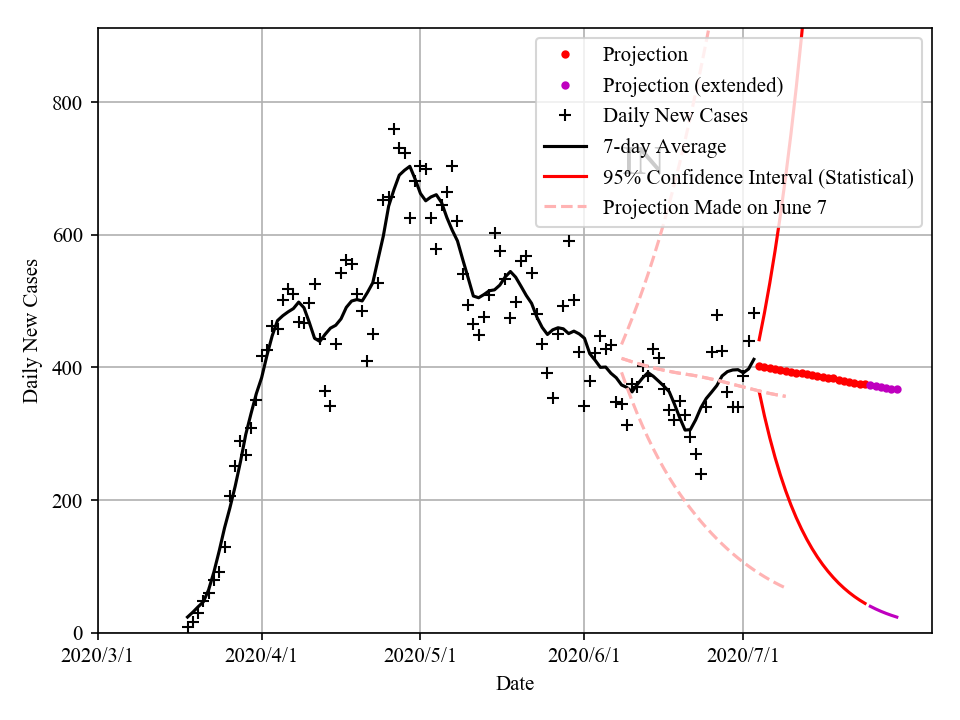 Projection
Projection (extended)
Daily New Cases
7-day Average
95% Confidence Interval (Statistical)
Projection Made on June 7
IN
800
600
400
200
0
Daily New Cases
2020/3/1 2020/4/1 2020/5/1 2020/6/1 2020/7/1
Date